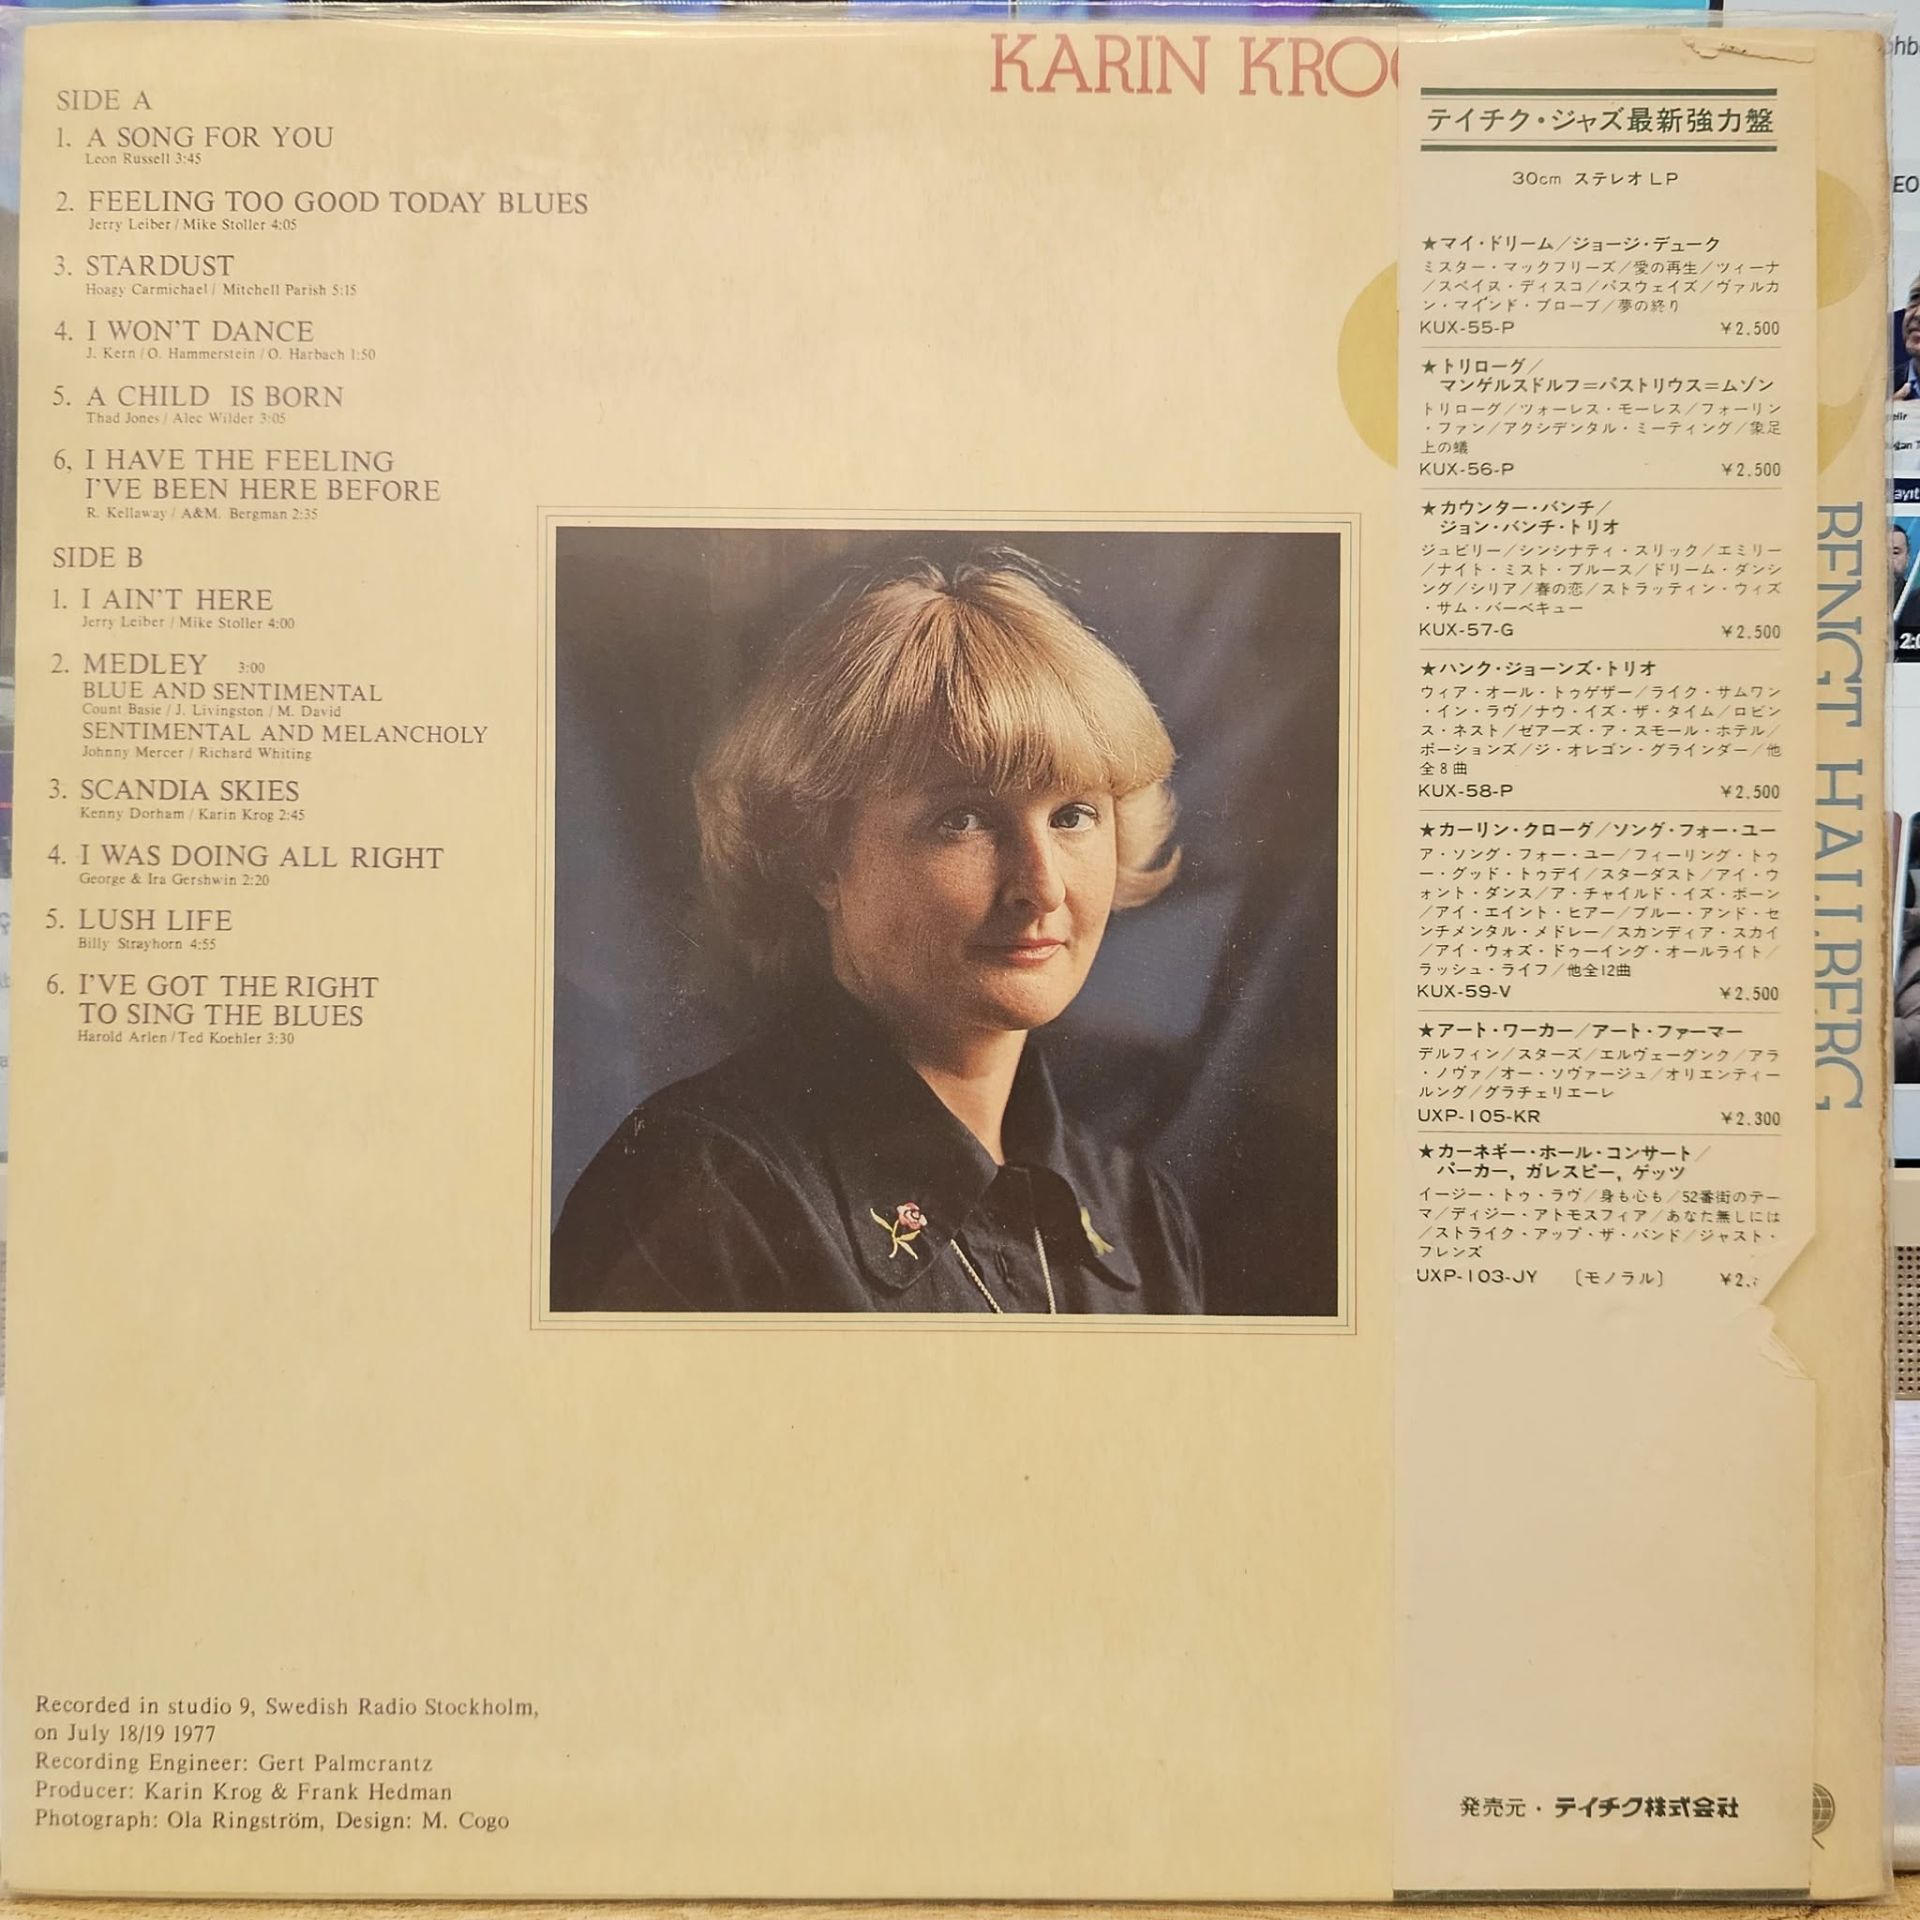 KARIN KROG
SIDE A
1. A SONG FOR YOU
Leon Russell 3:45
2. FEELING TOO GOOD TODAY BLUES
Jerry Leiber / Mike Stoller 4:05
3. STARDUST
Hoagy Carmichael / Mitchell Parish 5:15
4. I WON'T DANCE
J. Kern / O. Hammerstein / O. Harbach 1:50
5. A CHILD IS BORN
Thad Jones / Alec Wilder 3:05
6, I HAVE THE FEELING
I'VE BEEN HERE BEFORE
R. Kellaway / A&M. Bergman 2:35
SIDE B
1. I AIN'T HERE
Jerry Leiber / Mike Stoller 4:00
2. MEDLEY 3:00
BLUE AND SENTIMENTAL
Count Basie / J. Livingston / M. David
SENTIMENTAL AND MELANCHOLY
Johnny Mercer / Richard Whiting
3. SCANDIA SKIES
Kenny Dorham / Karin Krog 2:45
4. I WAS DOING ALL RIGHT
George & Ira Gershwin 2:20
5. LUSH LIFE
Billy Strayhorn 4:55
6. I'VE GOT THE RIGHT
TO SING THE BLUES
Harold Arlen / Ted Koehler 3:30
Recorded in studio 9, Swedish Radio Stockholm,
on July 18/19 1977
Recording Engineer: Gert Palmcrantz
Producer: Karin Krog & Frank Hedman
Photograph: Ola Ringström, Design: M. Cogo
テイチク・ジャズ最新強力盤
30cm ステレオLP
★マイ・ドリーム/ジョージ・デューク
ミスター・マックフリーズ/愛の再生/ツィーナ
/スペイス・ディスコ/パスウェイズ/ヴァルカ
ン・マインド・プローブ/夢の終り
KUX-55-P ¥2.500
★トリローグ/
マンゲルスドルフ=パストリウス=ムゾン
トリローグ/ツォーレス・モーレス/フォーリン
・ファン/アクシデンタル・ミーティング/象足
上の蟻
KUX-56-P ¥2.500
★カウンター・バンチ/
ジョン・バンチ・トリオ
ジュビリー/シンシナティ・スリック/エミリー
/ナイト・ミスト・ブルース/ドリーム・ダンシ
ング/シリア/春の恋/ストラッティン・ウィズ
・サム・バーベキュー
KUX-57-G ¥2.500
★ハンク・ジョーンズ・トリオ
ウィア・オール・トゥゲザー/ライク・サムワン
・イン・ラヴ/ナウ・イズ・ザ・タイム/ロビン
ス・ネスト/ゼアーズ・ア・スモール・ホテル/
ボーションズ/ジ・オレゴン・グラインダー/他
全8曲
KUX-58-P ¥2.500
★カーリン・クローグ/ソング・フォー・ユー
ア・ソング・フォー・ユー/フィーリング・トゥ
ー・グッド・トゥデイ/スターダスト/アイ・ウ
ォント・ダンス/ア・チャイルド・イズ・ボーン
/アイ・エイント・ヒアー/ブルー・アンド・セ
ンチメンタル・メドレー/スカンディア・スカイ
/アイ・ウォズ・ドゥーイング・オールライト/
ラッシュ・ライフ/他全12曲
KUX-59-V ¥2.500
★アート・ワーカー/アート・ファーマー
デルフィン/スターズ/エルヴェーグンク/アラ
・ノヴァ/オー・ソヴァージュ/オリエンティー
ルング/グラチェリエーレ
UXP-105-KR ¥2.300
★カーネギー・ホール・コンサート/
パーカー, ガレスピー, ゲッツ
イージー・トゥ・ラヴ/身も心も/52番街のテー
マ/ディジー・アトモスフィア/あなた無しには
/ストライク・アップ・ザ・バンド/ジャスト・
フレンズ
UXP-103-JY 〔モノラル〕 ¥2.
発売元・テイチク株式会社
BENGT HALLBERG